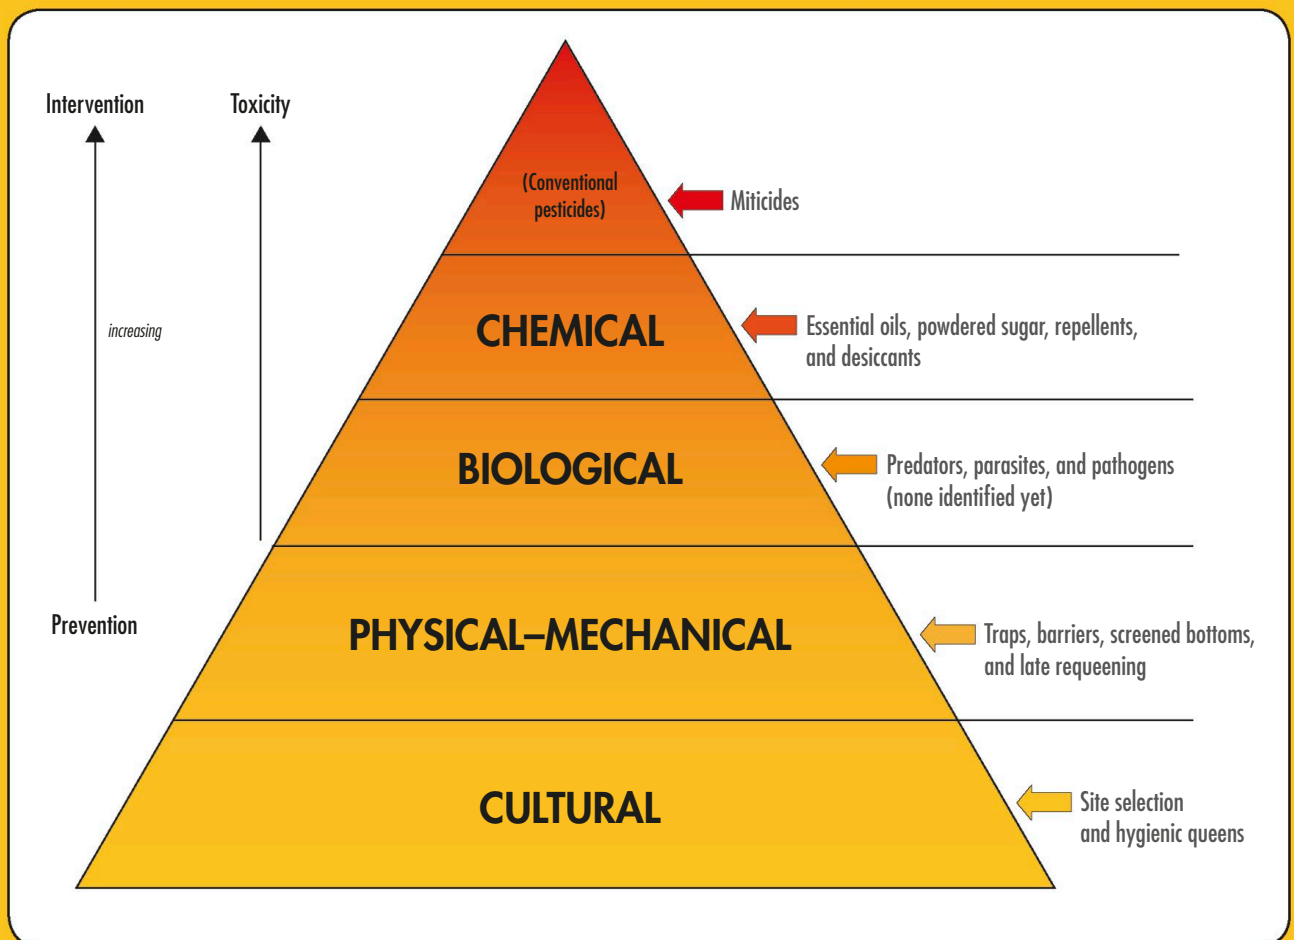 Intervention
Toxicity
(Conventional
pesticides)
Miticides
increasing
CHEMICAL
Essential oils, powdered sugar, repellents,
and desiccants
BIOLOGICAL
Predators, parasites, and pathogens
(none identified yet)
Prevention
PHYSICAL–MECHANICAL
Traps, barriers, screened bottoms,
and late requeening
CULTURAL
Site selection
and hygienic queens